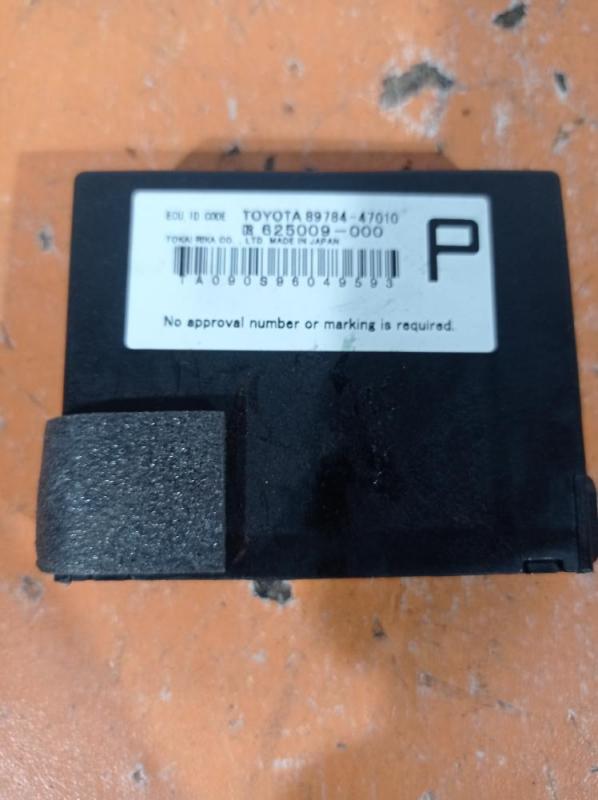 ECU ID CODE TOYOTA 89784-47010
625009-000
TOKAI RIKA CO., LTD. MADE IN JAPAN
P
1A090S96049593
No approval number or marking is required.